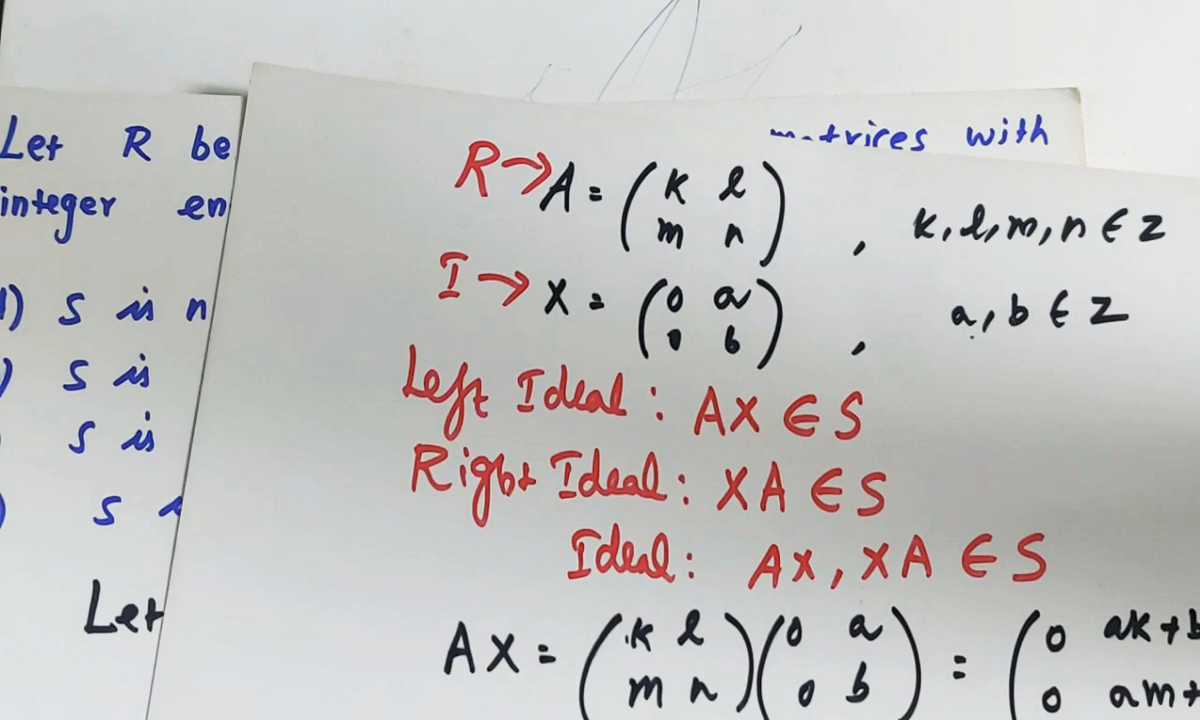 Let R be
matrices with
integer en
1) S is n
) S is
S is
) S
Let
R → A = (k l
m n) , k, l, m, n ∈ Z
I → X = (0 a
0 b) , a, b ∈ Z
Left Ideal : AX ∈ S
Right Ideal : XA ∈ S
Ideal : AX, XA ∈ S
AX = (k l
m n) (0 a
0 b) = (0 ak + b
0 am +